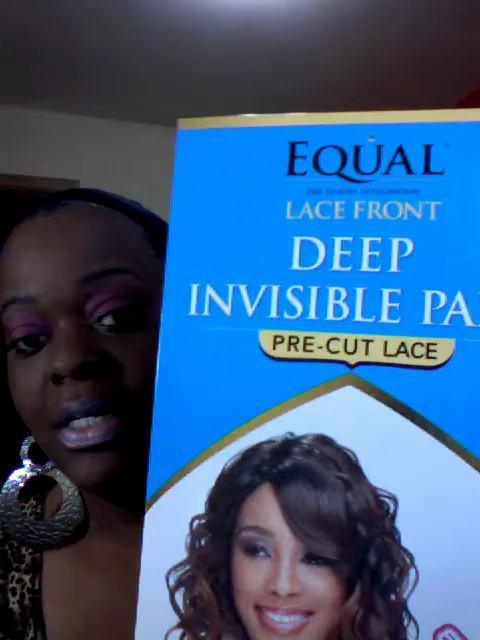 EQUAL
LACE FRONT
DEEP
INVISIBLE PA
PRE-CUT LACE